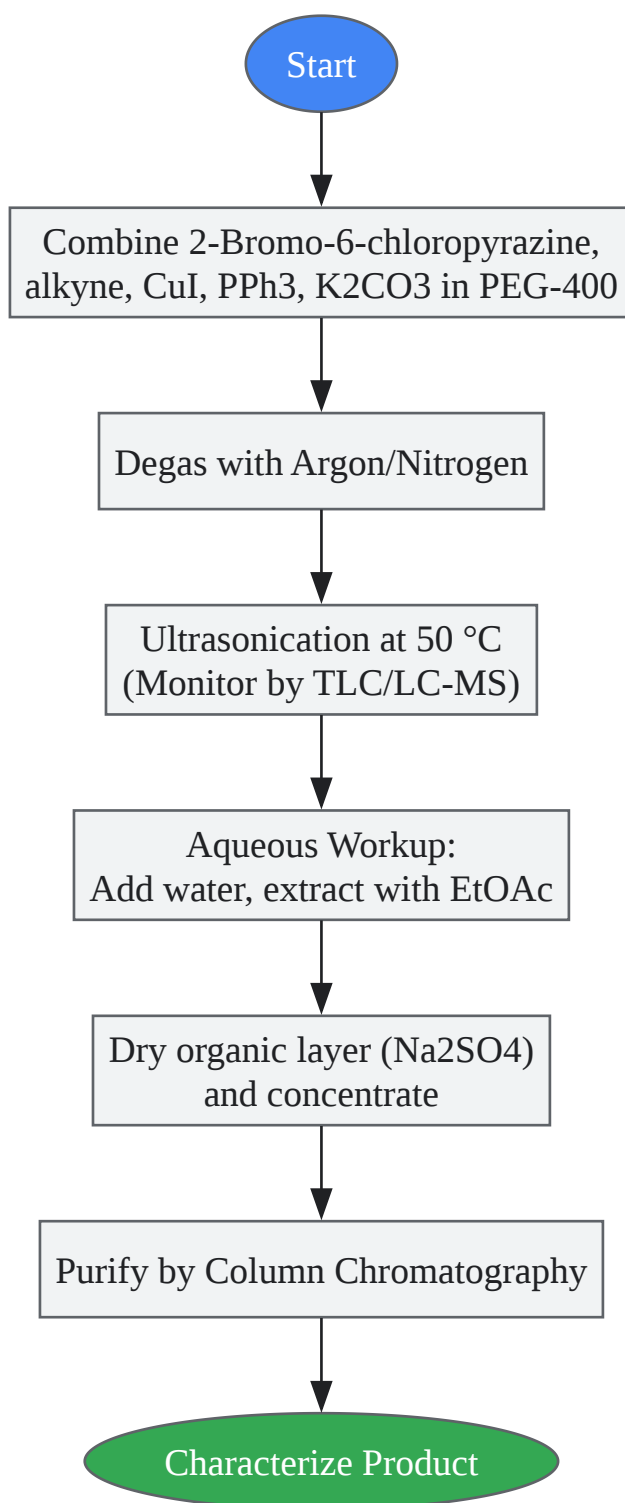 Start
Combine 2-Bromo-6-chloropyrazine,
alkyne, CuI, PPh3, K2CO3 in PEG-400
Degas with Argon/Nitrogen
Ultrasonication at 50 °C
(Monitor by TLC/LC-MS)
Aqueous Workup:
Add water, extract with EtOAc
Dry organic layer (Na2SO4)
and concentrate
Purify by Column Chromatography
Characterize Product